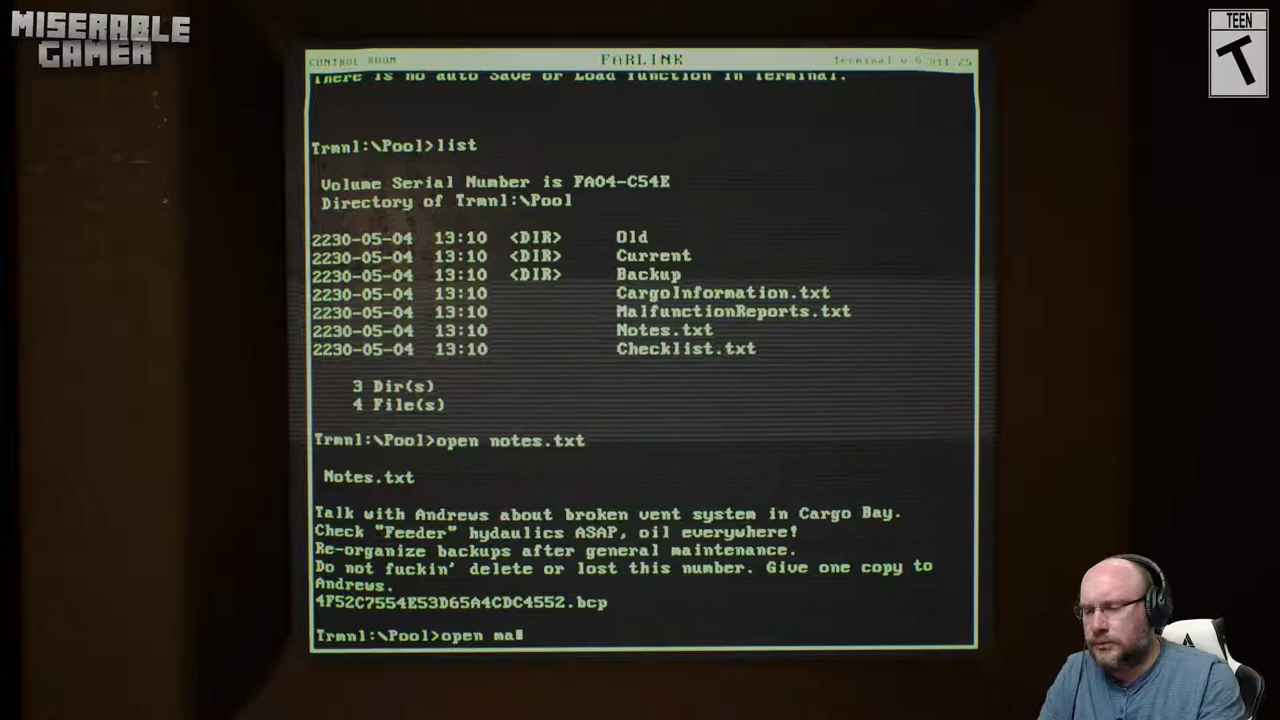 MISERABLE
GAMER
TEEN
T
CONTROL ROOM
FARLINK
There is no auto Save or Load function in Terminal.
Trmnl:\Pool>list
Volume Serial Number is FA04-C54E
Directory of Trmnl:\Pool
2230-05-04 13:10 <DIR> Old
2230-05-04 13:10 <DIR> Current
2230-05-04 13:10 <DIR> Backup
2230-05-04 13:10 CargoInformation.txt
2230-05-04 13:10 MalfunctionReports.txt
2230-05-04 13:10 Notes.txt
2230-05-04 13:10 Checklist.txt
3 Dir(s)
4 File(s)
Trmnl:\Pool>open notes.txt
Notes.txt
Talk with Andrews about broken vent system in Cargo Bay.
Check "Feeder" hydaulics ASAP, oil everywhere!
Re-organize backups after general maintenance.
Do not fuckin' delete or lost this number. Give one copy to
Andrews.
4F52C7554E53D65A4CDC4552.bcp
Trmnl:\Pool>open ma